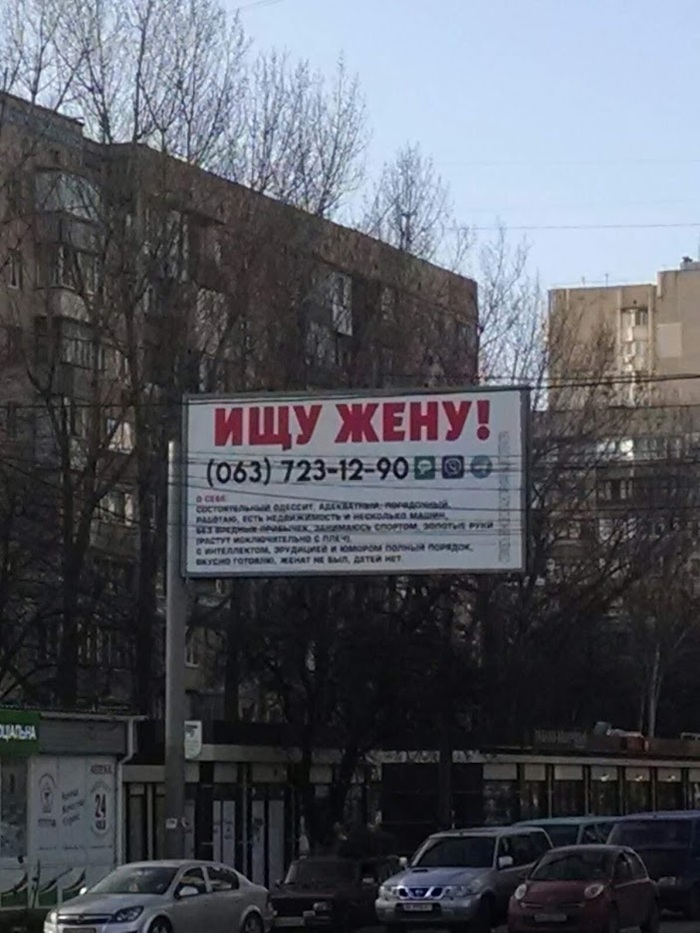 ИЩУ ЖЕНУ!
(063) 723-12-90
О СЕБЕ:
СОСТОЯТЕЛЬНЫЙ ОДЕССИТ, АДЕКВАТНЫЙ, ПОРЯДОЧНЫЙ,
РАБОТАЮ, ЕСТЬ НЕДВИЖИМОСТЬ И НЕСКОЛЬКО МАШИН,
БЕЗ ВРЕДНЫХ ПРИВЫЧЕК, ЗАНИМАЮСЬ СПОРТОМ, ЗОЛОТЫЕ РУКИ
(РАСТУТ ИСКЛЮЧИТЕЛЬНО С ПЛЕЧ),
С ИНТЕЛЛЕКТОМ, ЭРУДИЦИЕЙ И ЮМОРОМ ПОЛНЫЙ ПОРЯДОК,
ВКУСНО ГОТОВЛЮ, ЖЕНАТ НЕ БЫЛ, ДЕТЕЙ НЕТ.
24